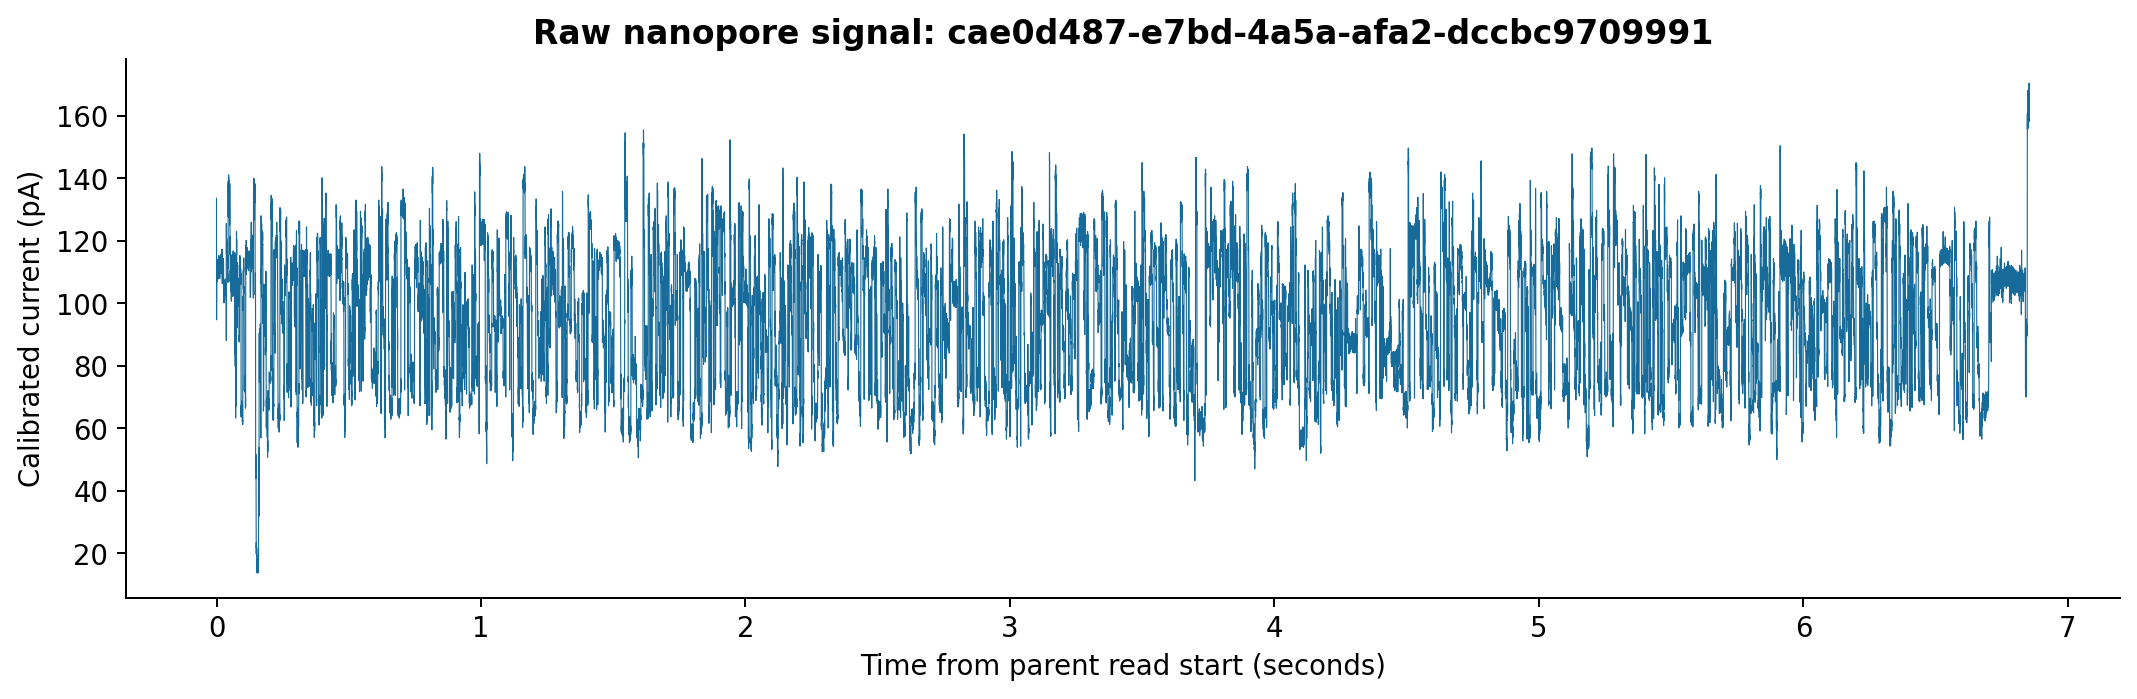 Raw nanopore signal: cae0d487-e7bd-4a5a-afa2-dccbc9709991
160
140
120
100
80
60
40
20
Calibrated current (pA)
0 1 2 3 4 5 6 7
Time from parent read start (seconds)